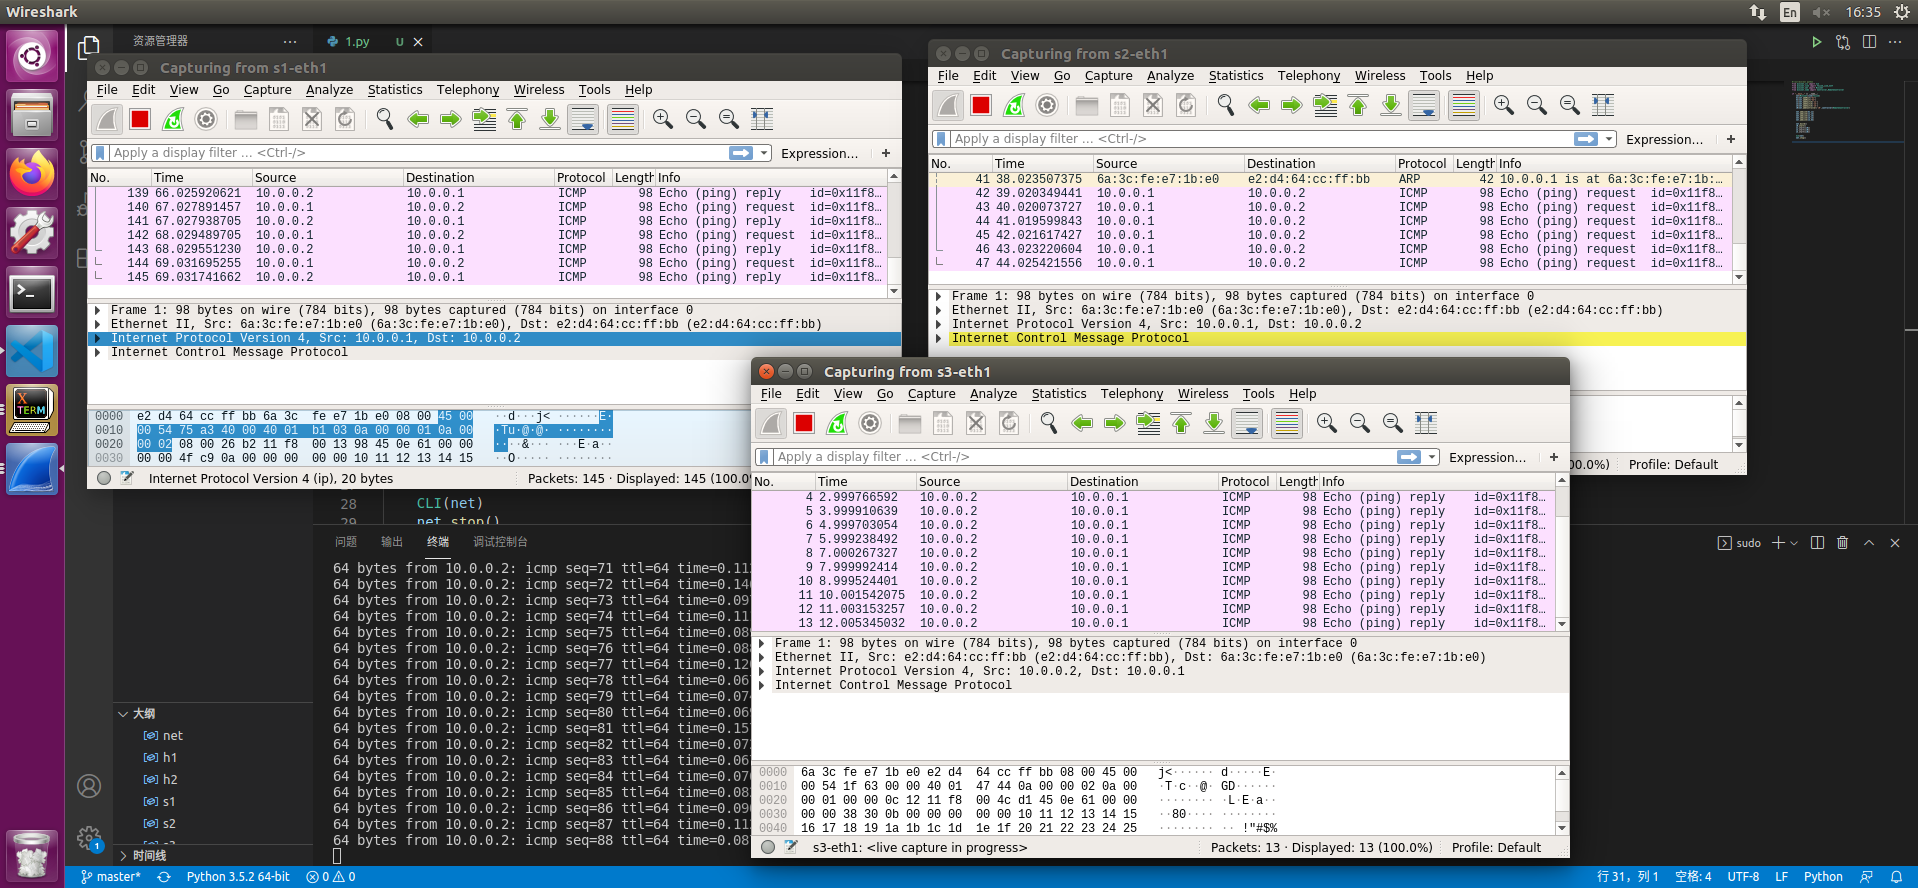 Wireshark
En
16:35
资源管理器
1.py
U
Capturing from s1-eth1
File Edit View Go Capture Analyze Statistics Telephony Wireless Tools Help
Apply a display filter ... <Ctrl-/>
Expression...
No. Time Source Destination Protocol Length Info
139 66.025920621 10.0.0.2 10.0.0.1 ICMP 98 Echo (ping) reply id=0x11f8...
140 67.027891457 10.0.0.1 10.0.0.2 ICMP 98 Echo (ping) request id=0x11f8...
141 67.027938705 10.0.0.2 10.0.0.1 ICMP 98 Echo (ping) reply id=0x11f8...
142 68.029489705 10.0.0.1 10.0.0.2 ICMP 98 Echo (ping) request id=0x11f8...
143 68.029551230 10.0.0.2 10.0.0.1 ICMP 98 Echo (ping) reply id=0x11f8...
144 69.031695255 10.0.0.1 10.0.0.2 ICMP 98 Echo (ping) request id=0x11f8...
145 69.031741662 10.0.0.2 10.0.0.1 ICMP 98 Echo (ping) reply id=0x11f8...
Frame 1: 98 bytes on wire (784 bits), 98 bytes captured (784 bits) on interface 0
Ethernet II, Src: 6a:3c:fe:e7:1b:e0 (6a:3c:fe:e7:1b:e0), Dst: e2:d4:64:cc:ff:bb (e2:d4:64:cc:ff:bb)
Internet Protocol Version 4, Src: 10.0.0.1, Dst: 10.0.0.2
Internet Control Message Protocol
0000 e2 d4 64 cc ff bb 6a 3c fe e7 1b e0 08 00 45 00 ··d···j< ······E·
0010 00 54 75 a3 40 00 40 01 b1 03 0a 00 00 01 0a 00 ·Tu·@·@· ········
0020 00 02 08 00 26 b2 11 f8 00 13 98 45 0e 61 00 00 ····&··· ···E·a··
0030 00 00 4f c9 0a 00 00 00 00 00 10 11 12 13 14 15 ··O····· ········
Internet Protocol Version 4 (ip), 20 bytes
Packets: 145 · Displayed: 145 (100.0%
Capturing from s2-eth1
File Edit View Go Capture Analyze Statistics Telephony Wireless Tools Help
Apply a display filter ... <Ctrl-/>
Expression...
No. Time Source Destination Protocol Length Info
41 38.023507375 6a:3c:fe:e7:1b:e0 e2:d4:64:cc:ff:bb ARP 42 10.0.0.1 is at 6a:3c:fe:e7:1b:...
42 39.020349441 10.0.0.1 10.0.0.2 ICMP 98 Echo (ping) request id=0x11f8...
43 40.020073727 10.0.0.1 10.0.0.2 ICMP 98 Echo (ping) request id=0x11f8...
44 41.019599843 10.0.0.1 10.0.0.2 ICMP 98 Echo (ping) request id=0x11f8...
45 42.021617427 10.0.0.1 10.0.0.2 ICMP 98 Echo (ping) request id=0x11f8...
46 43.023220604 10.0.0.1 10.0.0.2 ICMP 98 Echo (ping) request id=0x11f8...
47 44.025421556 10.0.0.1 10.0.0.2 ICMP 98 Echo (ping) request id=0x11f8...
Frame 1: 98 bytes on wire (784 bits), 98 bytes captured (784 bits) on interface 0
Ethernet II, Src: 6a:3c:fe:e7:1b:e0 (6a:3c:fe:e7:1b:e0), Dst: e2:d4:64:cc:ff:bb (e2:d4:64:cc:ff:bb)
Internet Protocol Version 4, Src: 10.0.0.1, Dst: 10.0.0.2
Internet Control Message Protocol
00.0%) Profile: Default
Capturing from s3-eth1
File Edit View Go Capture Analyze Statistics Telephony Wireless Tools Help
Apply a display filter ... <Ctrl-/>
Expression...
No. Time Source Destination Protocol Length Info
4 2.999766592 10.0.0.2 10.0.0.1 ICMP 98 Echo (ping) reply id=0x11f8...
5 3.999910639 10.0.0.2 10.0.0.1 ICMP 98 Echo (ping) reply id=0x11f8...
6 4.999703054 10.0.0.2 10.0.0.1 ICMP 98 Echo (ping) reply id=0x11f8...
7 5.999238492 10.0.0.2 10.0.0.1 ICMP 98 Echo (ping) reply id=0x11f8...
8 7.000267327 10.0.0.2 10.0.0.1 ICMP 98 Echo (ping) reply id=0x11f8...
9 7.999992414 10.0.0.2 10.0.0.1 ICMP 98 Echo (ping) reply id=0x11f8...
10 8.999524401 10.0.0.2 10.0.0.1 ICMP 98 Echo (ping) reply id=0x11f8...
11 10.001542075 10.0.0.2 10.0.0.1 ICMP 98 Echo (ping) reply id=0x11f8...
12 11.003153257 10.0.0.2 10.0.0.1 ICMP 98 Echo (ping) reply id=0x11f8...
13 12.005345032 10.0.0.2 10.0.0.1 ICMP 98 Echo (ping) reply id=0x11f8...
Frame 1: 98 bytes on wire (784 bits), 98 bytes captured (784 bits) on interface 0
Ethernet II, Src: e2:d4:64:cc:ff:bb (e2:d4:64:cc:ff:bb), Dst: 6a:3c:fe:e7:1b:e0 (6a:3c:fe:e7:1b:e0)
Internet Protocol Version 4, Src: 10.0.0.2, Dst: 10.0.0.1
Internet Control Message Protocol
0000 6a 3c fe e7 1b e0 e2 d4 64 cc ff bb 08 00 45 00 j<······ d·····E·
0010 00 54 1f 63 00 00 40 01 47 44 0a 00 00 02 0a 00 ·T·c··@· GD······
0020 00 01 00 00 0c 12 11 f8 00 4c d1 45 0e 61 00 00 ········ ·L·E·a··
0030 00 00 38 30 0b 00 00 00 00 00 10 11 12 13 14 15 ··80···· ········
0040 16 17 18 19 1a 1b 1c 1d 1e 1f 20 21 22 23 24 25 ········ ·· !"#$%
s3-eth1: <live capture in progress>
Packets: 13 · Displayed: 13 (100.0%) Profile: Default
28 CLI(net)
29 net.stop()
问题 输出 终端 调试控制台
sudo
64 bytes from 10.0.0.2: icmp_seq=71 ttl=64 time=0.11
64 bytes from 10.0.0.2: icmp_seq=72 ttl=64 time=0.14
64 bytes from 10.0.0.2: icmp_seq=73 ttl=64 time=0.09
64 bytes from 10.0.0.2: icmp_seq=74 ttl=64 time=0.11
64 bytes from 10.0.0.2: icmp_seq=75 ttl=64 time=0.08
64 bytes from 10.0.0.2: icmp_seq=76 ttl=64 time=0.08
64 bytes from 10.0.0.2: icmp_seq=77 ttl=64 time=0.12
64 bytes from 10.0.0.2: icmp_seq=78 ttl=64 time=0.06
64 bytes from 10.0.0.2: icmp_seq=79 ttl=64 time=0.07
64 bytes from 10.0.0.2: icmp_seq=80 ttl=64 time=0.06
64 bytes from 10.0.0.2: icmp_seq=81 ttl=64 time=0.15
64 bytes from 10.0.0.2: icmp_seq=82 ttl=64 time=0.07
64 bytes from 10.0.0.2: icmp_seq=83 ttl=64 time=0.06
64 bytes from 10.0.0.2: icmp_seq=84 ttl=64 time=0.07
64 bytes from 10.0.0.2: icmp_seq=85 ttl=64 time=0.08
64 bytes from 10.0.0.2: icmp_seq=86 ttl=64 time=0.09
64 bytes from 10.0.0.2: icmp_seq=87 ttl=64 time=0.11
64 bytes from 10.0.0.2: icmp_seq=88 ttl=64 time=0.08
大纲
net
h1
h2
s1
s2
时间线
X
TERM
1
master*
Python 3.5.2 64-bit
0
0
行 31，列 1
空格: 4
UTF-8
LF
Python